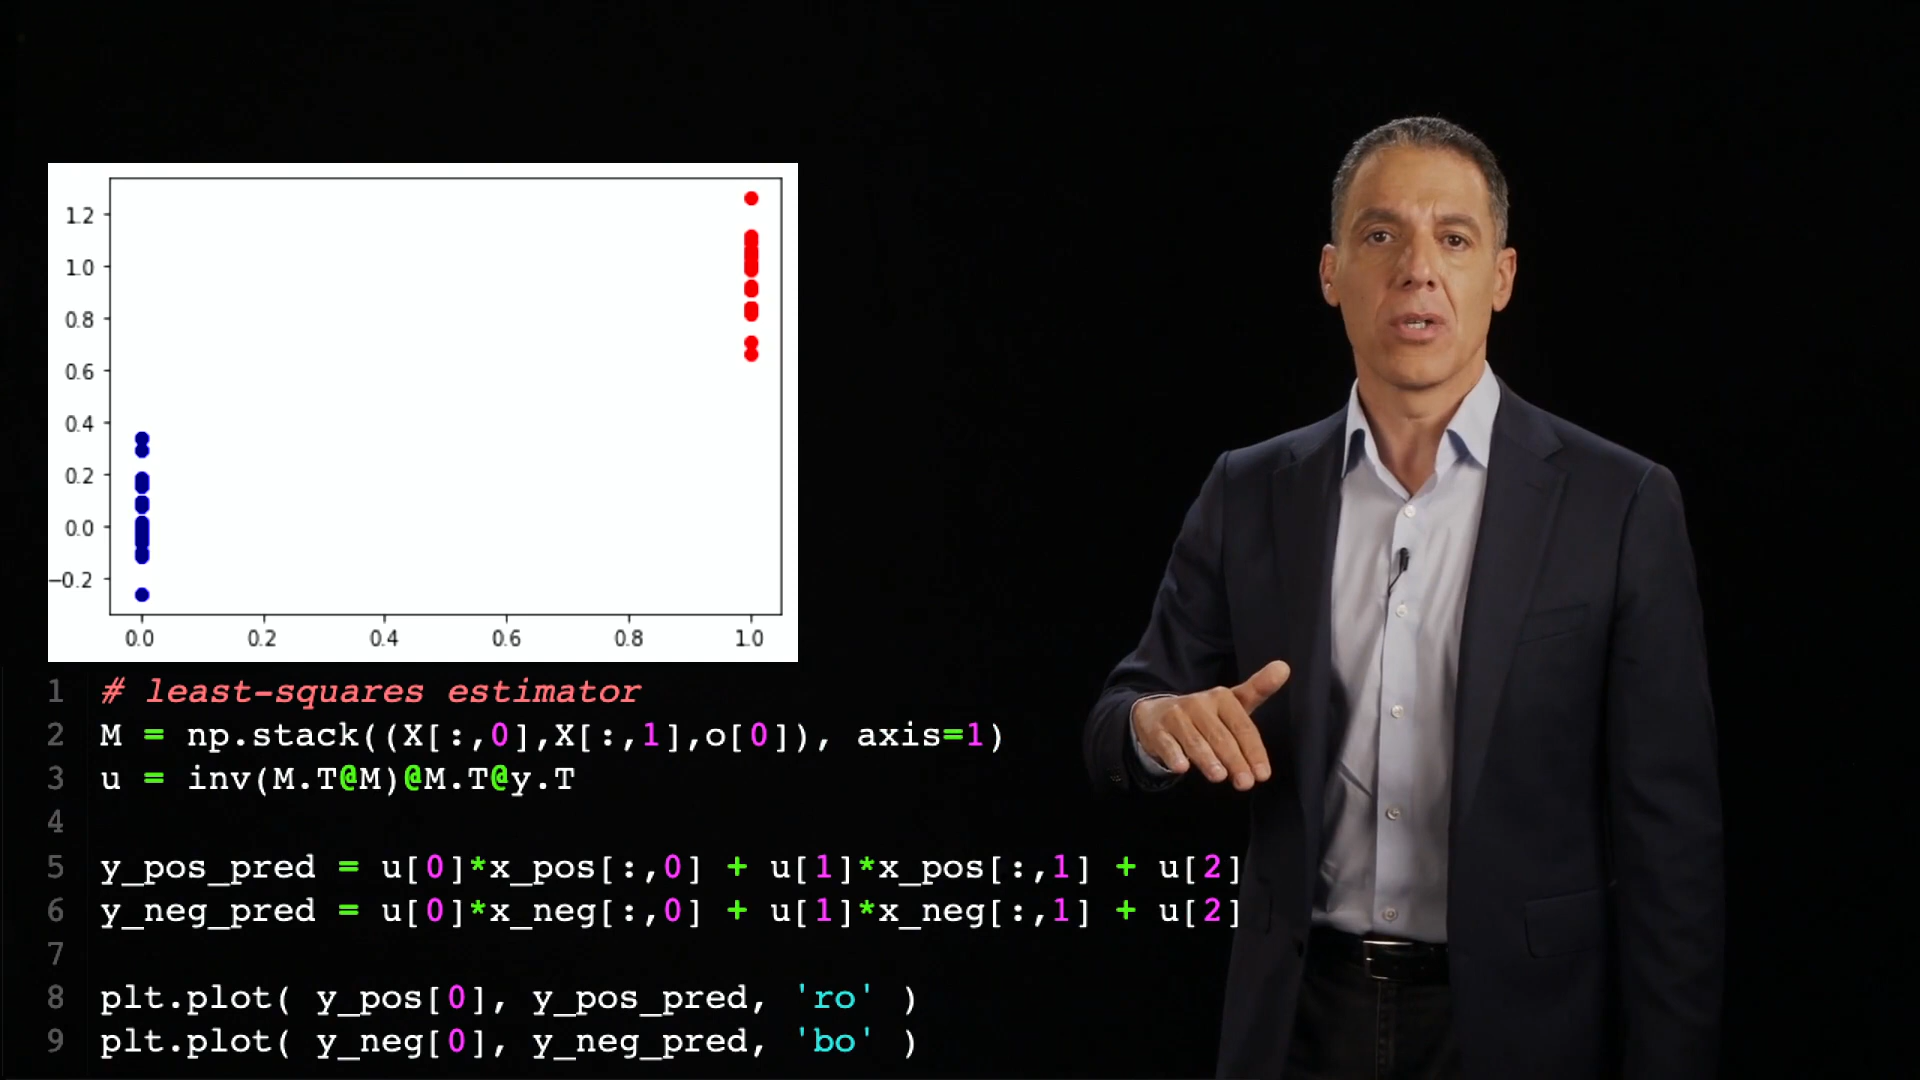 1.2
1.0
0.8
0.6
0.4
0.2
0.0
−0.2
0.0 0.2 0.4 0.6 0.8 1.0
1 # least-squares estimator
2 M = np.stack((X[:,0],X[:,1],o[0]), axis=1)
3 u = inv(M.T@M)@M.T@y.T
4
5 y_pos_pred = u[0]*x_pos[:,0] + u[1]*x_pos[:,1] + u[2]
6 y_neg_pred = u[0]*x_neg[:,0] + u[1]*x_neg[:,1] + u[2]
7
8 plt.plot( y_pos[0], y_pos_pred, 'ro' )
9 plt.plot( y_neg[0], y_neg_pred, 'bo' )